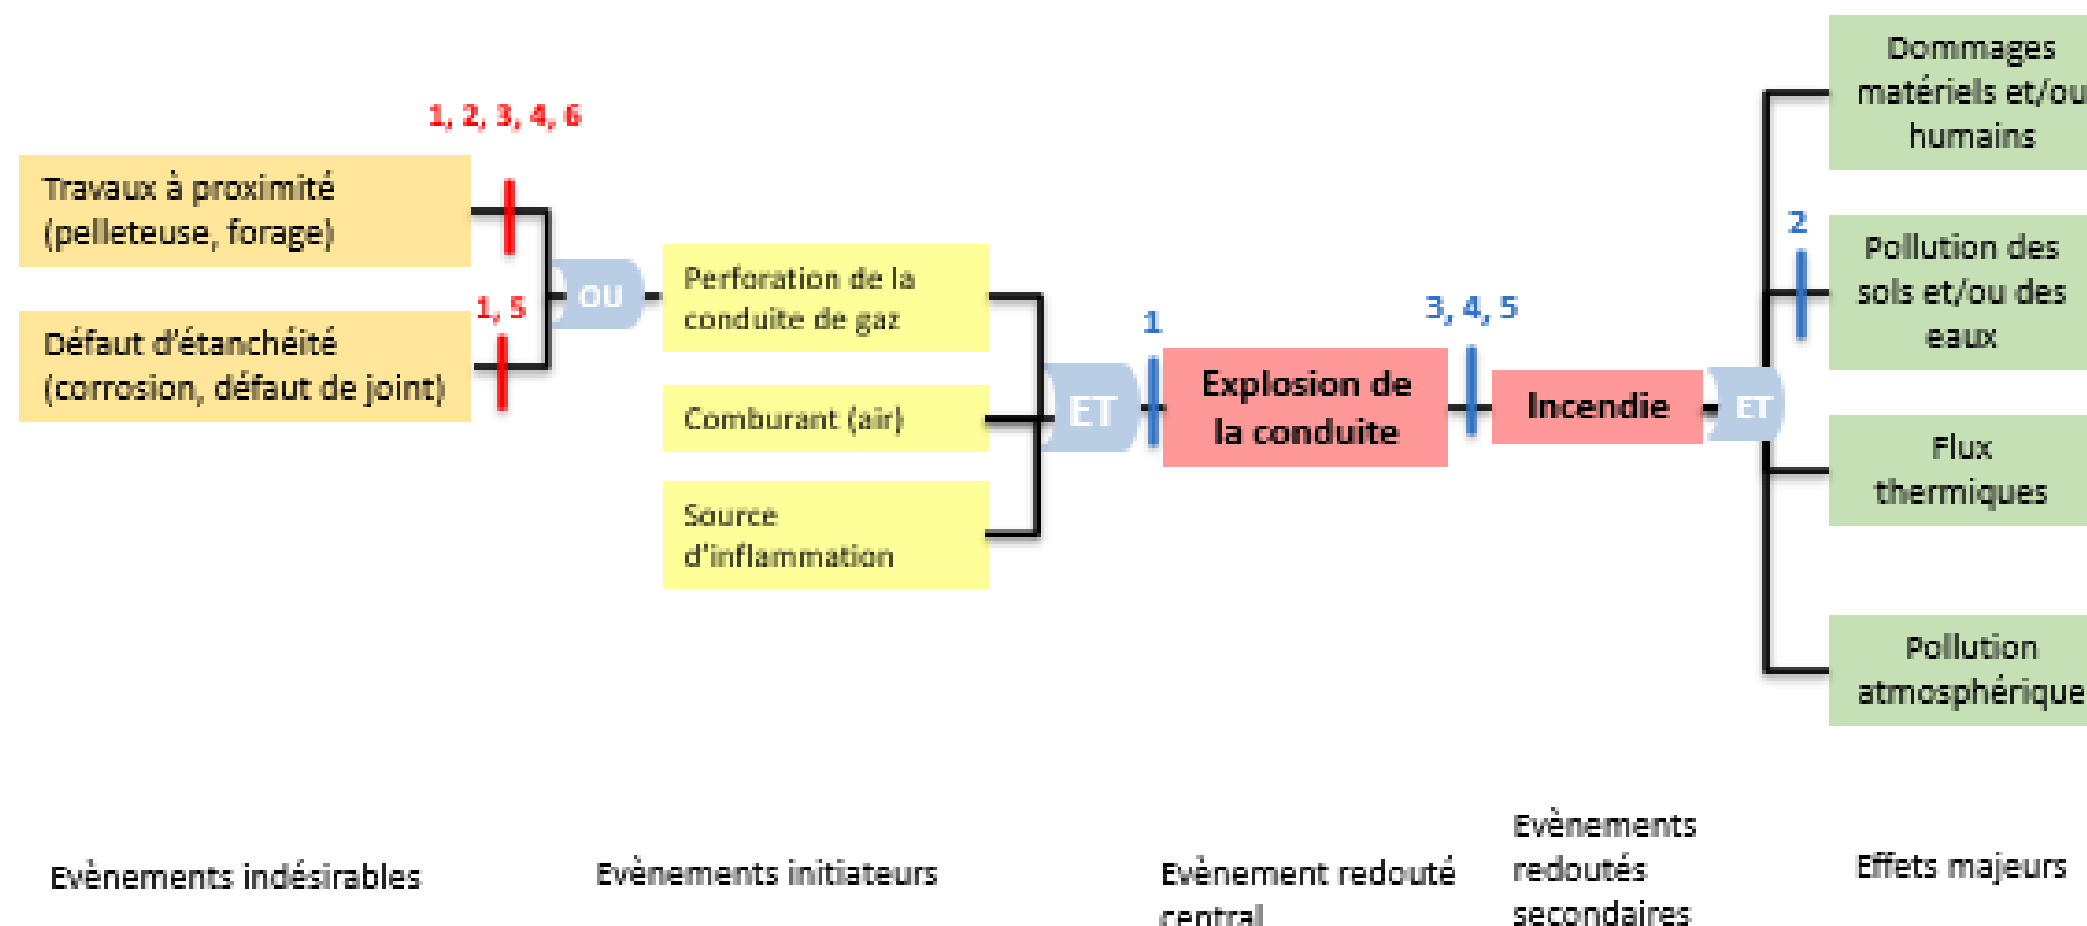 1, 2, 3, 4, 6
Travaux à proximité
(pelleteuse, forage)
1, 5
Défaut d'étanchéité
(corrosion, défaut de joint)
OU
Perforation de la
conduite de gaz
Comburant (air)
Source
d'inflammation
ET
1
Explosion de
la conduite
3, 4, 5
Incendie
ET
Dommages
matériels et/ou
humains
2
Pollution des
sols et/ou des
eaux
Flux
thermiques
Pollution
atmosphérique
Evènements indésirables
Evènements initiateurs
Evènement redouté
central
Evènements
redoutés
secondaires
Effets majeurs